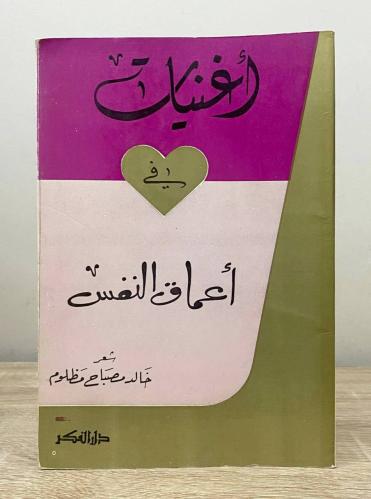 أغنيات
في
أعماق النفس
شعر
خالد مصباح مظلوم
دار الفكر